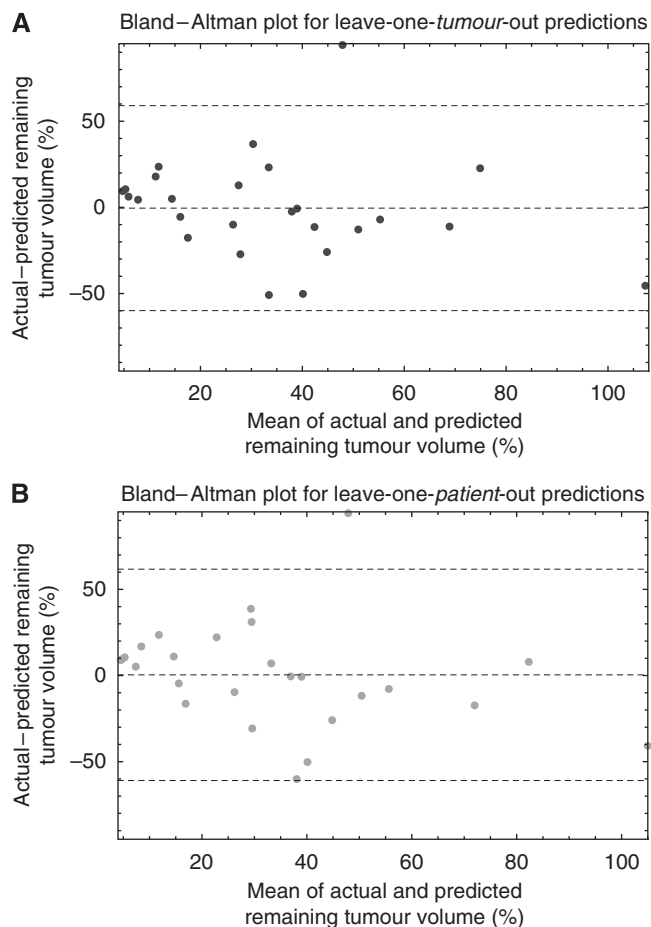 A Bland–Altman plot for leave-one-tumour-out predictions
Actual–predicted remaining
tumour volume (%)
50
0
–50
20 40 60 80 100
Mean of actual and predicted
remaining tumour volume (%)
B Bland–Altman plot for leave-one-patient-out predictions
Actual–predicted remaining
tumour volume (%)
50
0
–50
20 40 60 80 100
Mean of actual and predicted
remaining tumour volume (%)